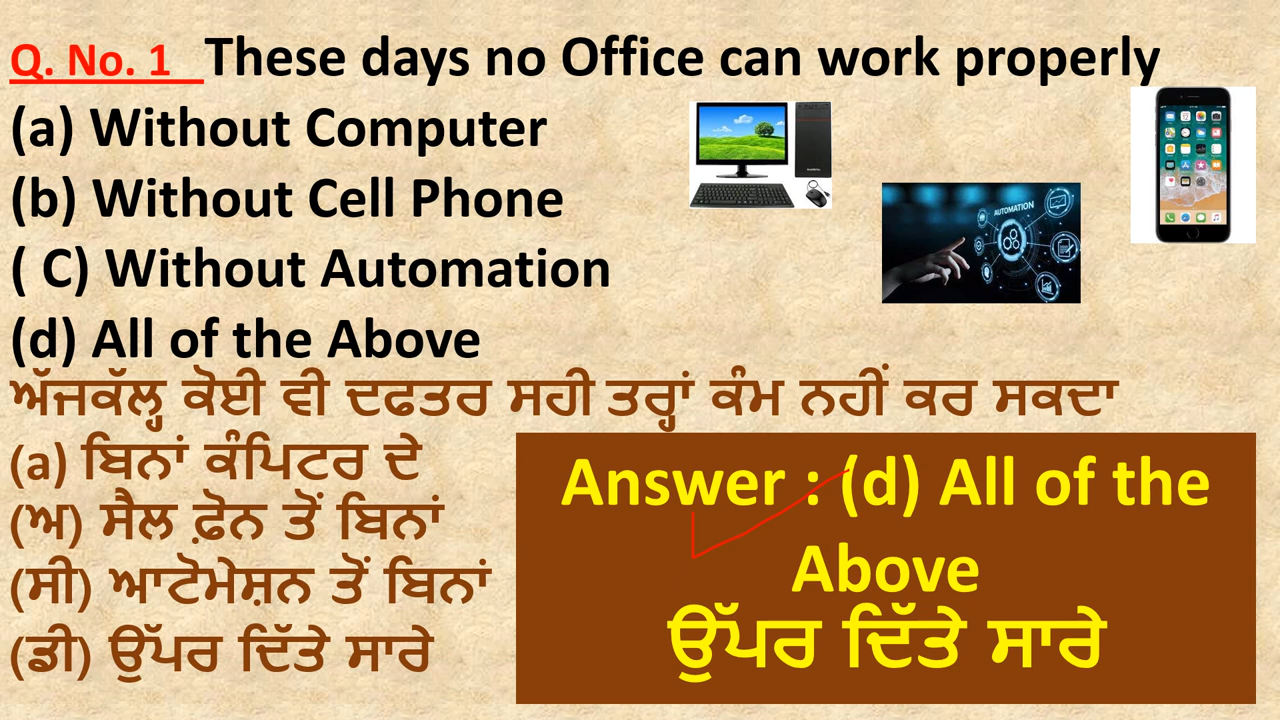 Q. No. 1 These days no Office can work properly
(a) Without Computer
(b) Without Cell Phone
( C) Without Automation
(d) All of the Above
AUTOMATION
ਅੱਜਕੱਲ੍ਹ ਕੋਈ ਵੀ ਦਫਤਰ ਸਹੀ ਤਰ੍ਹਾਂ ਕੰਮ ਨਹੀਂ ਕਰ ਸਕਦਾ
(a) ਬਿਨਾਂ ਕੰਪਿਟਰ ਦੇ
(ਅ) ਸੈਲ ਫ਼ੋਨ ਤੋਂ ਬਿਨਾਂ
(ਸੀ) ਆਟੋਮੇਸ਼ਨ ਤੋਂ ਬਿਨਾਂ
(ਡੀ) ਉੱਪਰ ਦਿੱਤੇ ਸਾਰੇ
Answer : (d) All of the
Above
ਉੱਪਰ ਦਿੱਤੇ ਸਾਰੇ